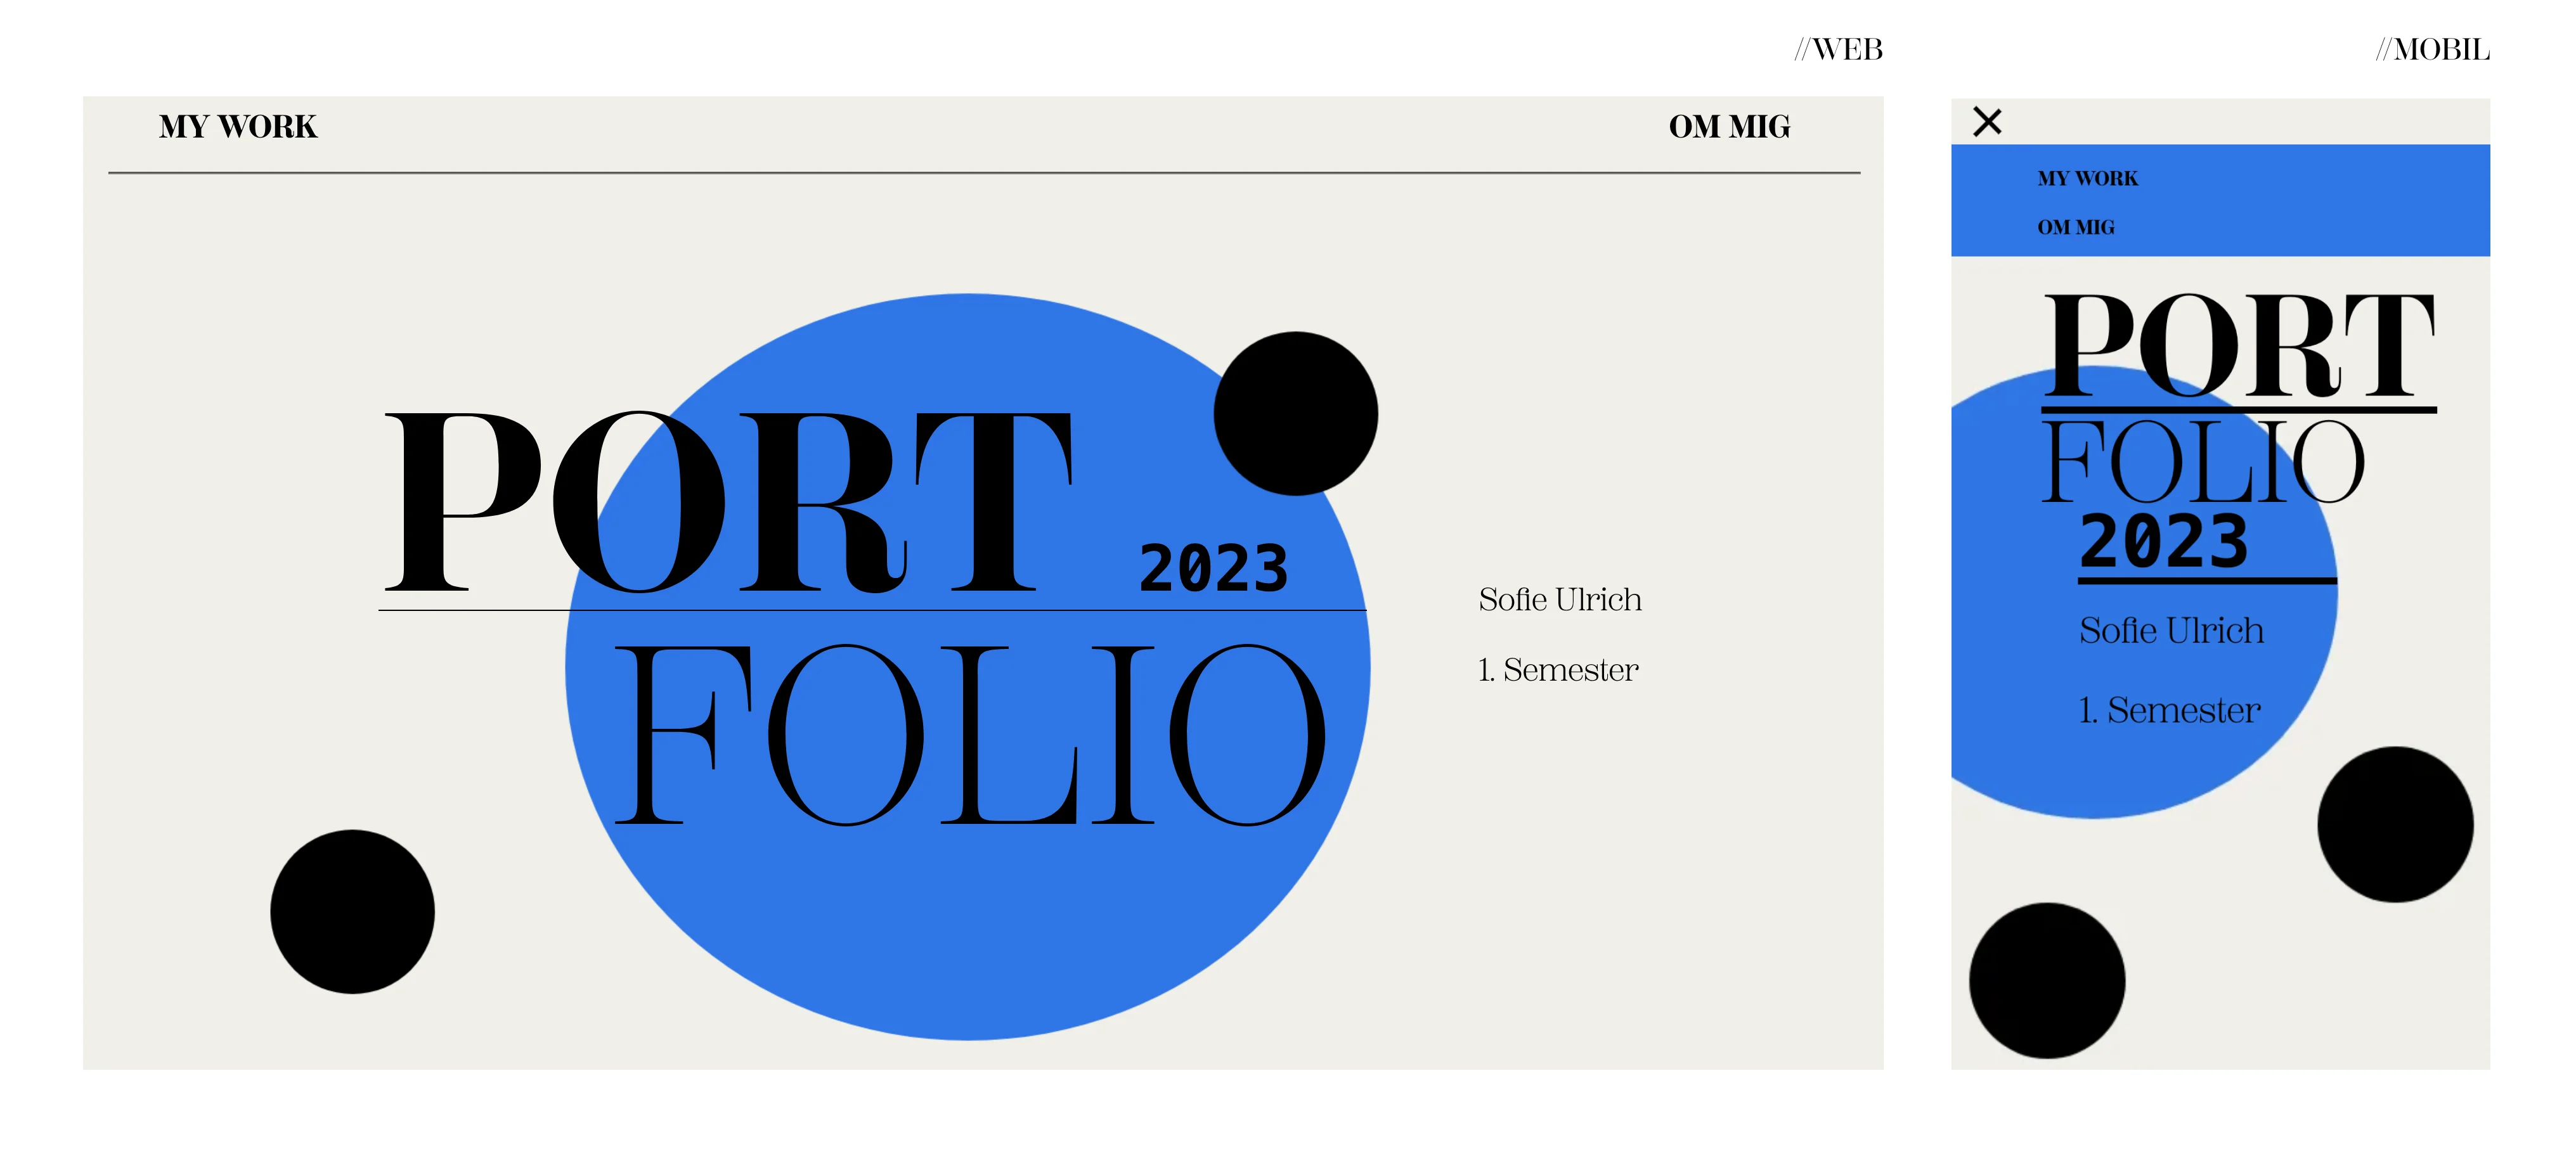 //WEB
MY WORK
OM MIG
PORT
2023
FOLIO
Sofie Ulrich
1. Semester
//MOBIL
MY WORK
OM MIG
PORT
FOLIO
2023
Sofie Ulrich
1. Semester